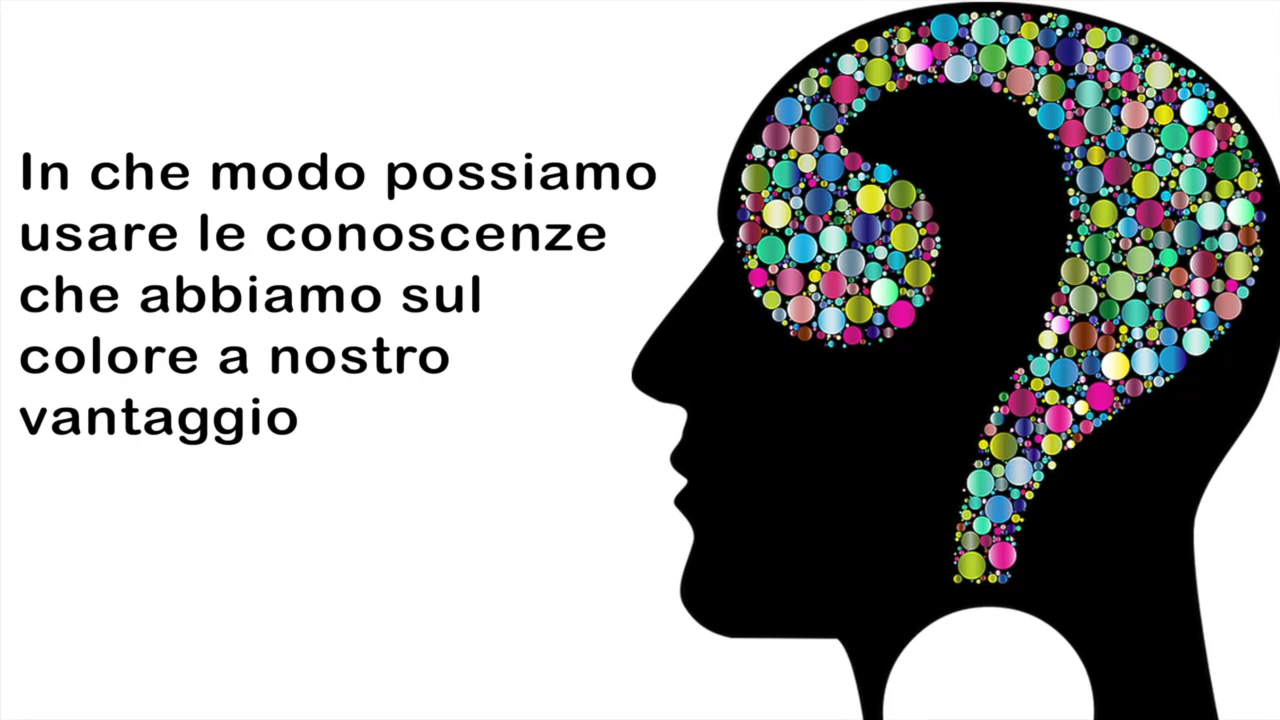 In che modo possiamo
usare le conoscenze
che abbiamo sul
colore a nostro
vantaggio